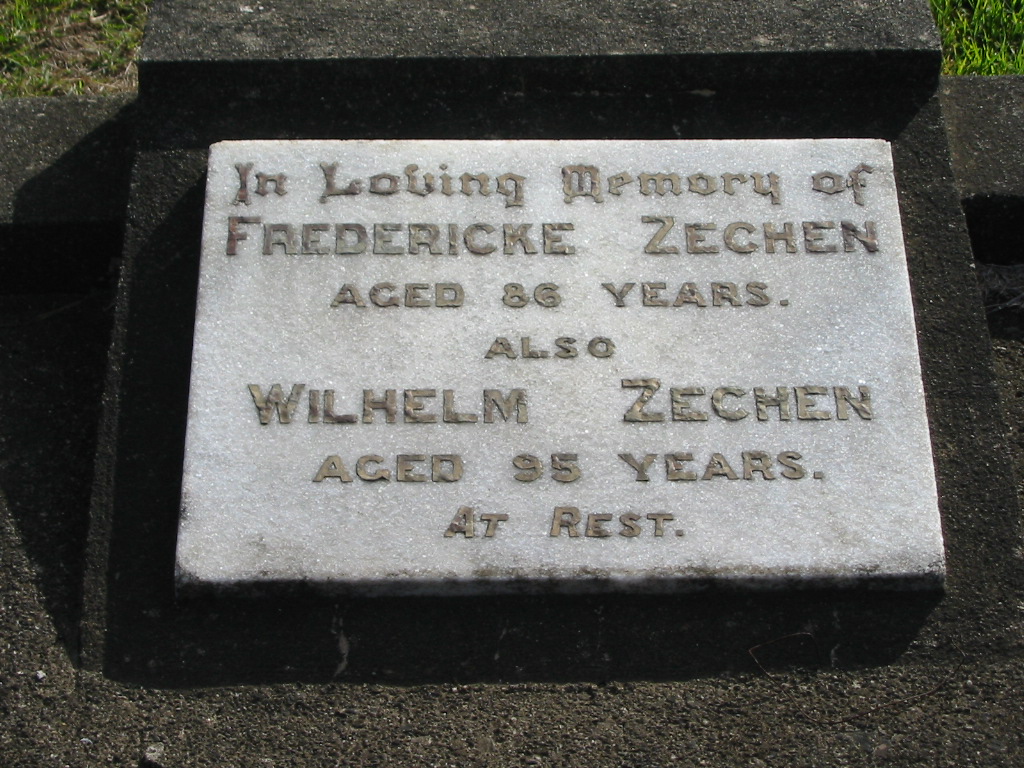 In Loving Memory of
FREDERICKE ZECHEN
AGED 86 YEARS.
ALSO
WILHELM ZECHEN
AGED 95 YEARS.
AT REST.